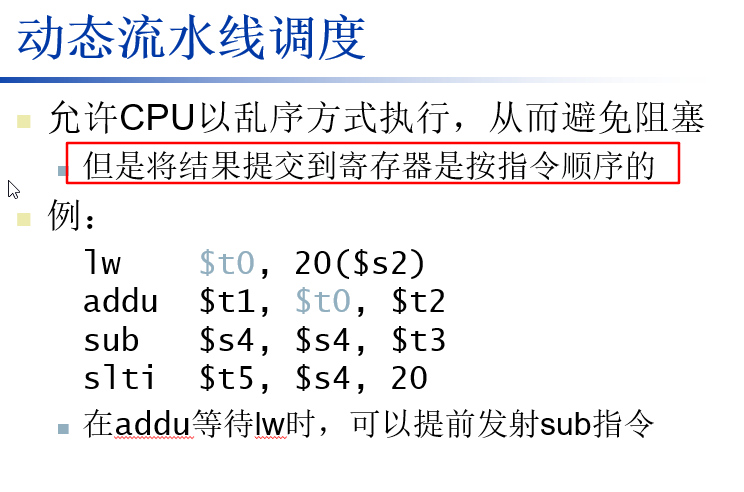 动态流水线调度
允许CPU以乱序方式执行，从而避免阻塞
但是将结果提交到寄存器是按指令顺序的
例：
lw $t0, 20($s2)
addu $t1, $t0, $t2
sub $s4, $s4, $t3
slti $t5, $s4, 20
在addu等待lw时，可以提前发射sub指令